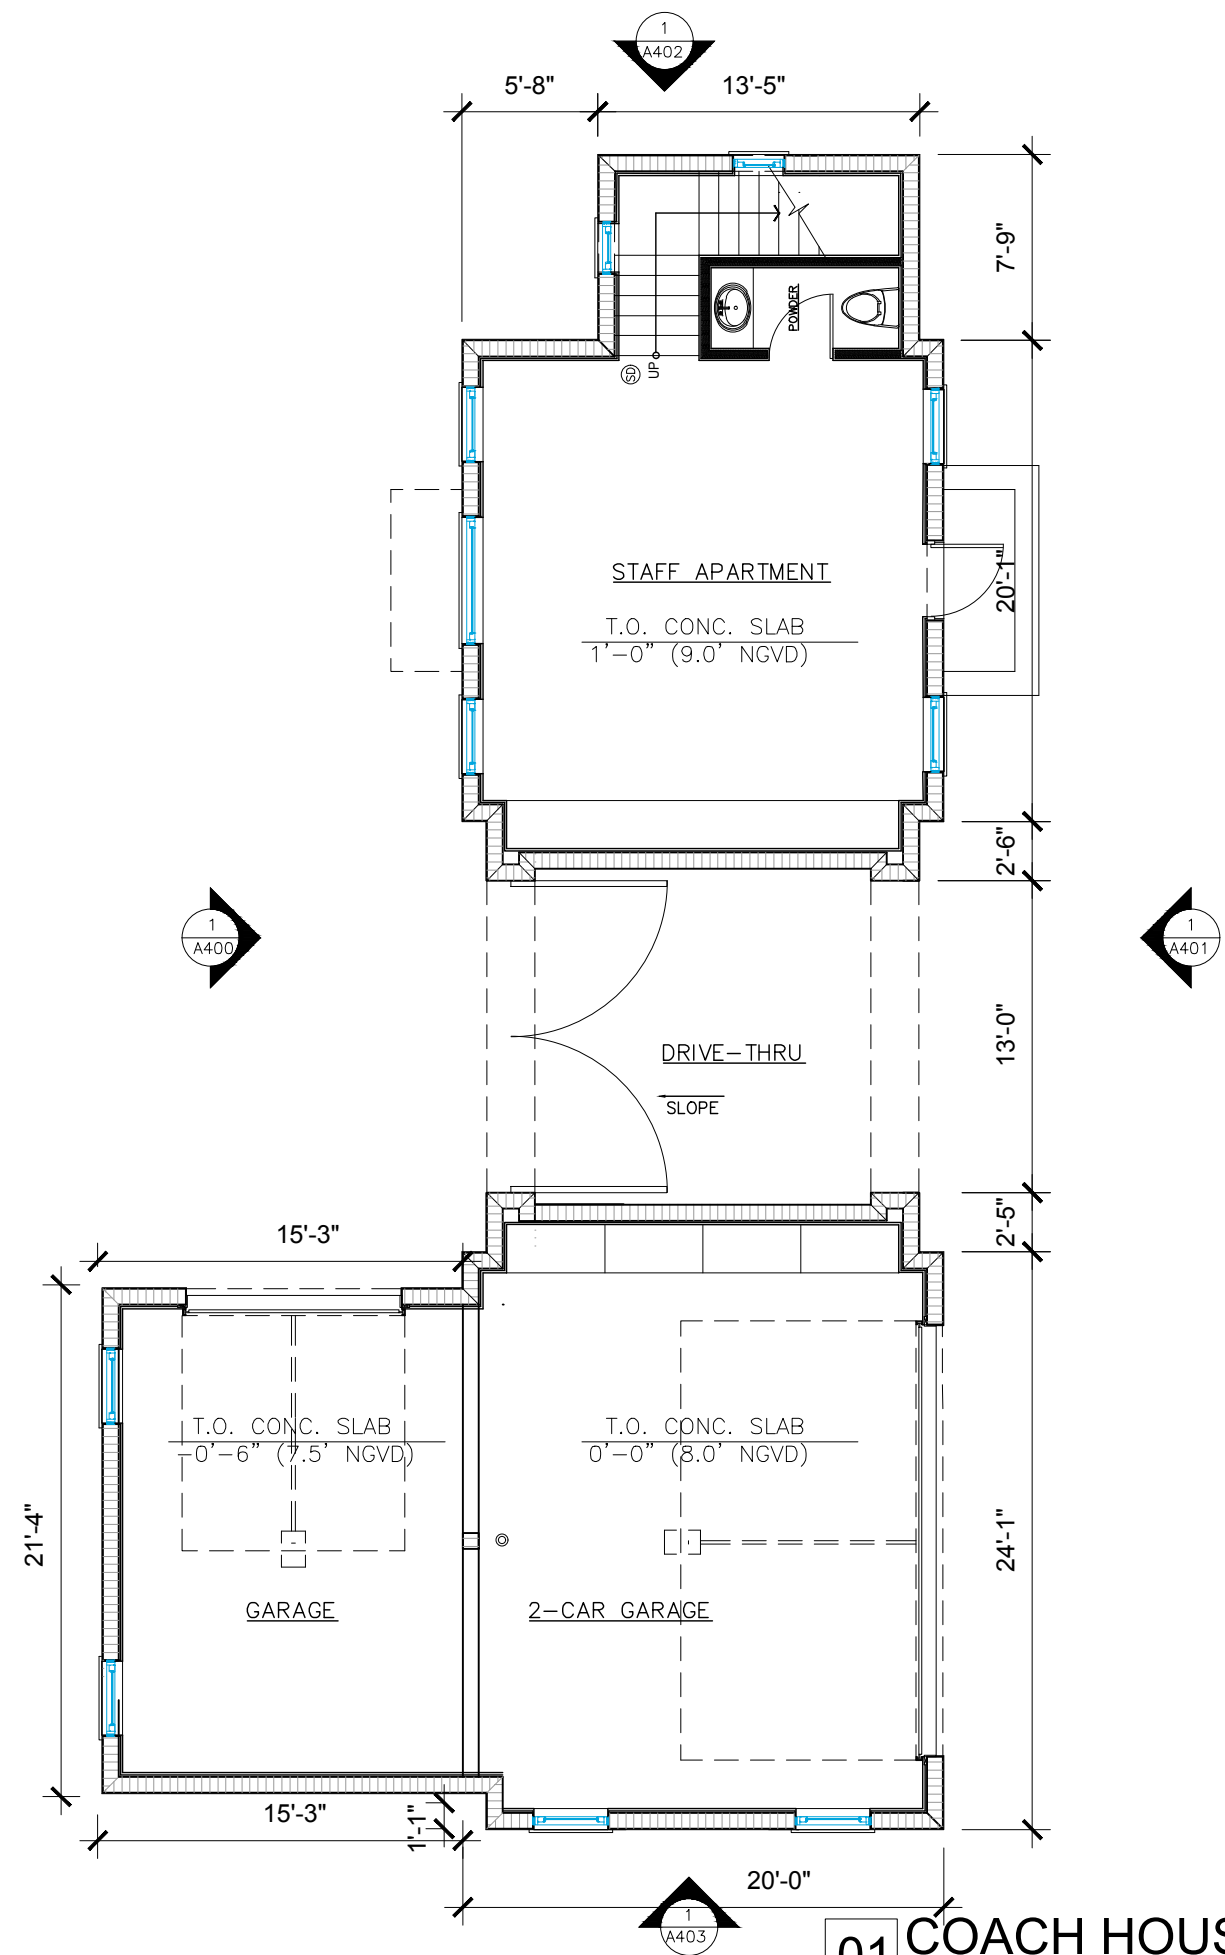 1
A402
5'-8"
13'-5"
7'-9"
POWDER
SD
UP
STAFF APARTMENT
20'-1"
T.O. CONC. SLAB
1'-0" (9.0' NGVD)
2'-6"
1
A400
1
A401
13'-0"
DRIVE-THRU
SLOPE
2'-5"
15'-3"
T.O. CONC. SLAB
-0'-6" (7.5' NGVD)
T.O. CONC. SLAB
0'-0" (8.0' NGVD)
21'-4"
24'-1"
GARAGE
2-CAR GARAGE
15'-3"
1'-1"
20'-0"
1
A403
01
COACH HOUS